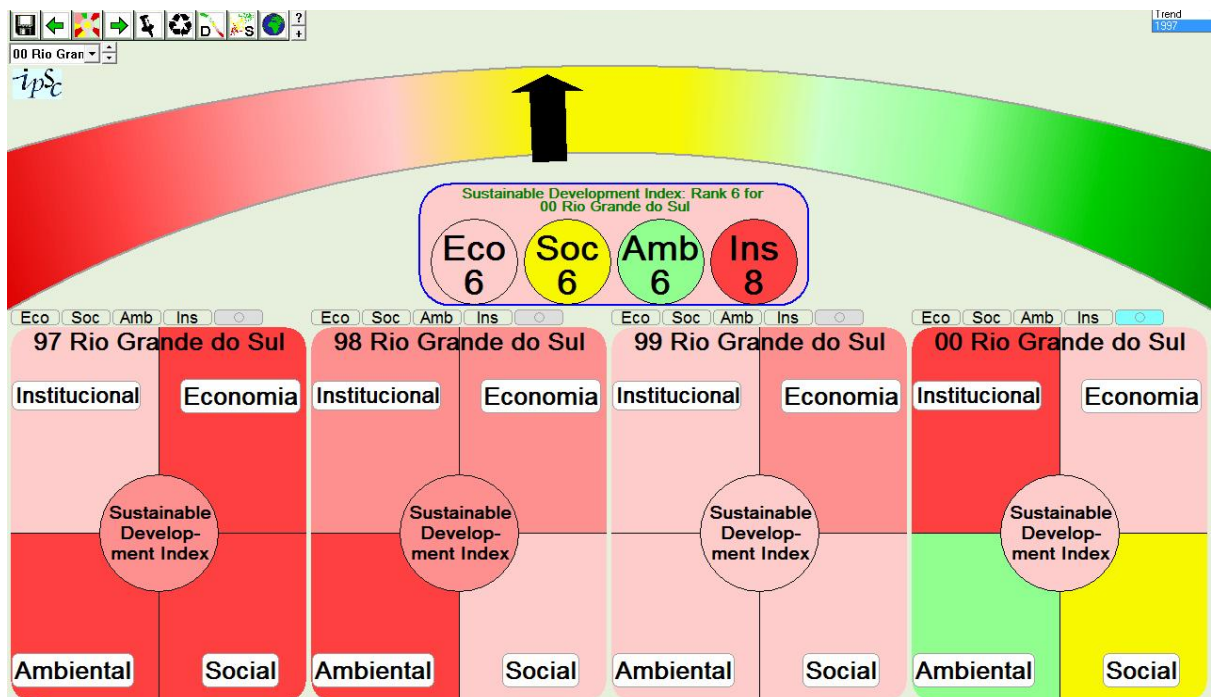 Trend
1997
D
S
?
+
00 Rio Gran
ipSc
Sustainable Development Index: Rank 6 for
00 Rio Grande do Sul
Eco Soc Amb Ins
6 6 6 8
Eco Soc Amb Ins
97 Rio Grande do Sul
Institucional Economia
Sustainable
Develop-
ment Index
Ambiental Social
Eco Soc Amb Ins
98 Rio Grande do Sul
Institucional Economia
Sustainable
Develop-
ment Index
Ambiental Social
Eco Soc Amb Ins
99 Rio Grande do Sul
Institucional Economia
Sustainable
Develop-
ment Index
Ambiental Social
Eco Soc Amb Ins
00 Rio Grande do Sul
Institucional Economia
Sustainable
Develop-
ment Index
Ambiental Social